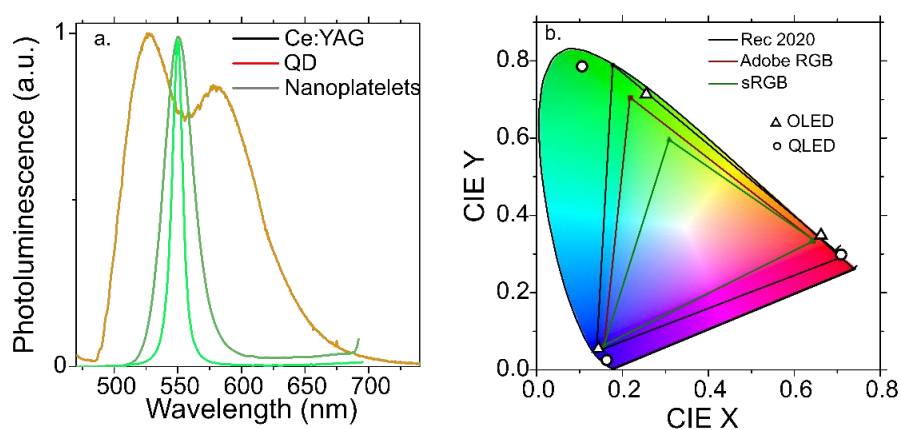 a.
Ce:YAG
QD
Nanoplatelets
1
0
Photoluminescence (a.u.)
500 550 600 650 700
Wavelength (nm)
b.
Rec 2020
Adobe RGB
sRGB
OLED
QLED
0.8
0.6
0.4
0.2
0.0
CIE Y
0.0 0.2 0.4 0.6 0.8
CIE X